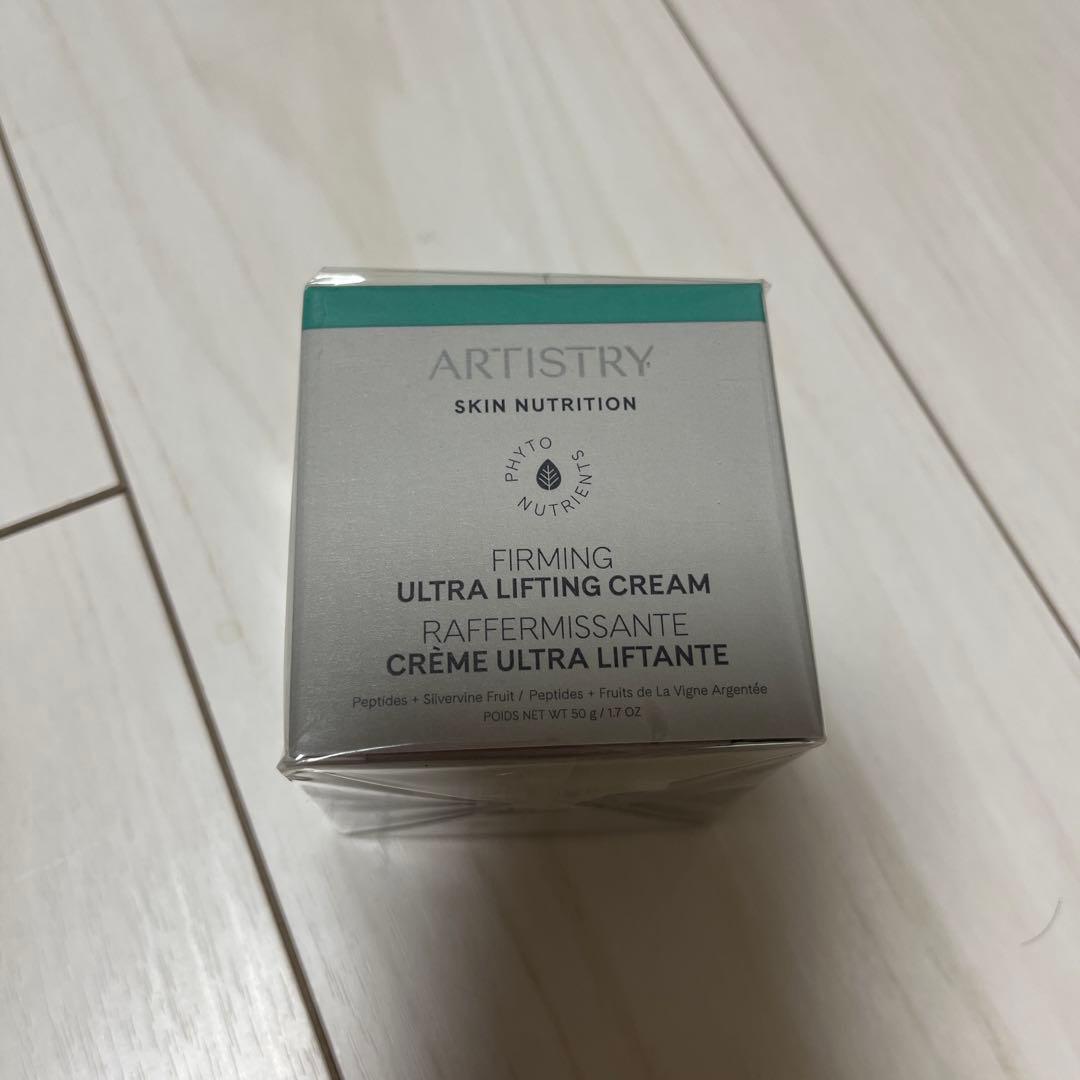 ARTISTRY
SKIN NUTRITION
PHYTO
NUTRIENTS
FIRMING
ULTRA LIFTING CREAM
RAFFERMISSANTE
CRÈME ULTRA LIFTANTE
Peptides + Silvervine Fruit / Peptides + Fruits de La Vigne Argentée
POIDS NET WT 50 g / 1.7 OZ